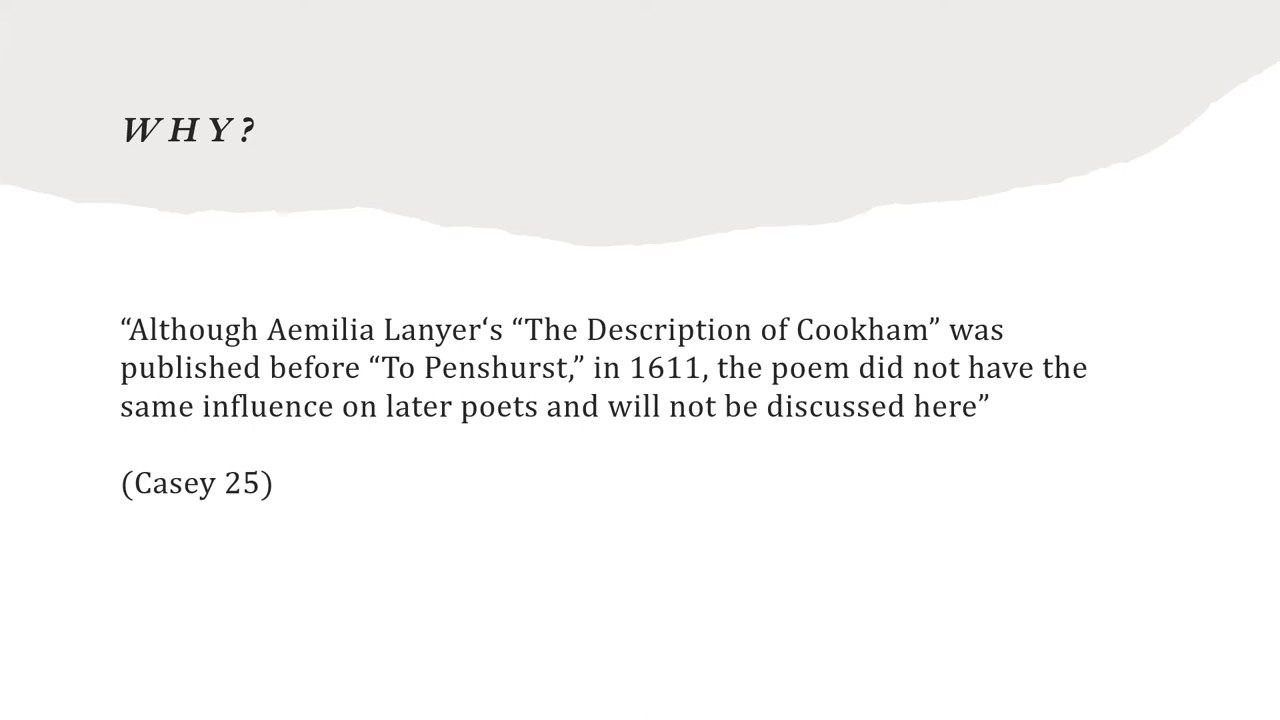 WHY?
“Although Aemilia Lanyer‘s “The Description of Cookham” was
published before “To Penshurst,” in 1611, the poem did not have the
same influence on later poets and will not be discussed here”
(Casey 25)